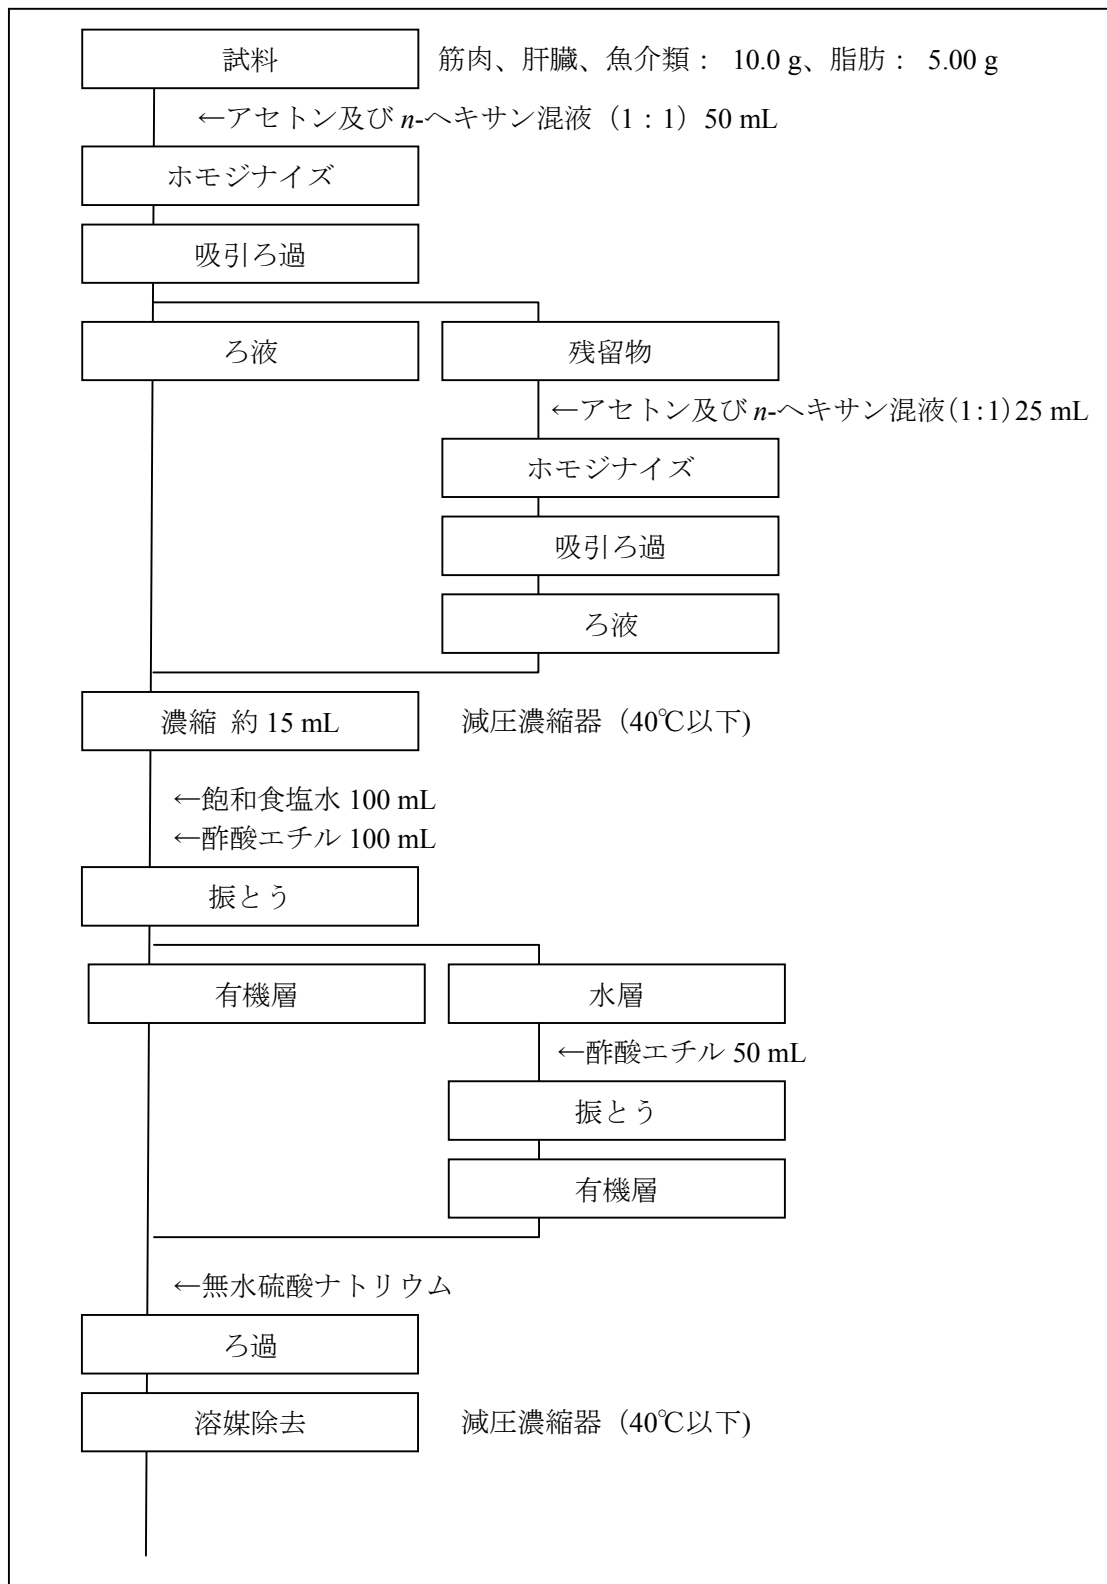 試料 筋肉、肝臓、魚介類： 10.0 g、脂肪： 5.00 g
←アセトン及び n-ヘキサン混液（1：1）50 mL
ホモジナイズ
吸引ろ過
ろ液 残留物
←アセトン及び n-ヘキサン混液(1:1)25 mL
ホモジナイズ
吸引ろ過
ろ液
濃縮 約 15 mL 減圧濃縮器（40℃以下)
←飽和食塩水 100 mL
←酢酸エチル 100 mL
振とう
有機層 水層
←酢酸エチル 50 mL
振とう
有機層
←無水硫酸ナトリウム
ろ過
溶媒除去 減圧濃縮器（40℃以下)